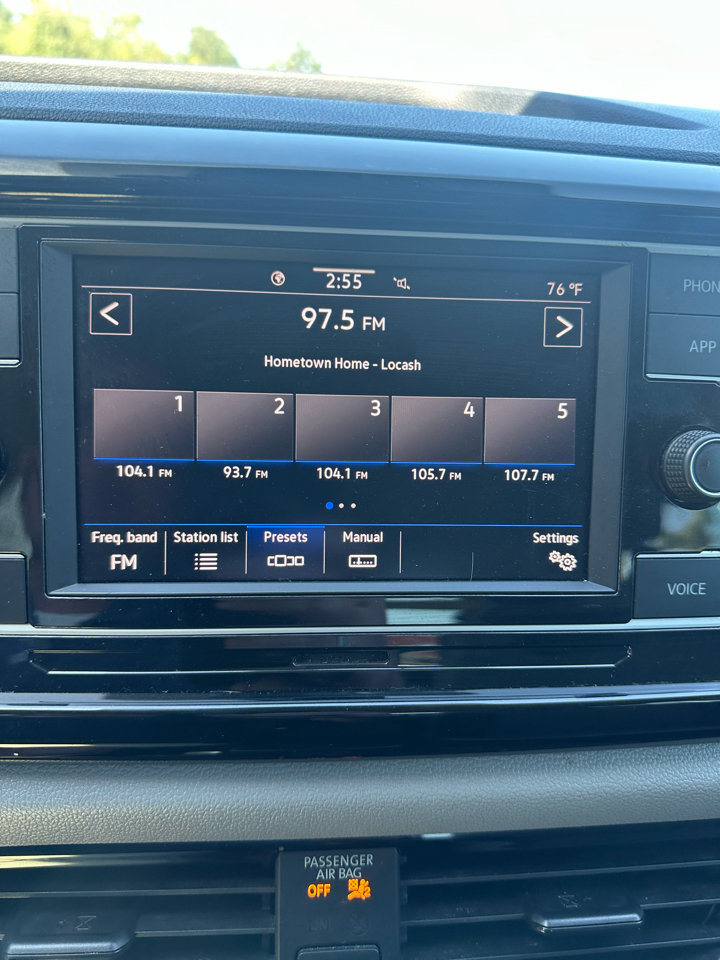 2:55
76 °F
PHON
97.5 FM
APP
Hometown Home - Locash
1 2 3 4 5
104.1 FM 93.7 FM 104.1 FM 105.7 FM 107.7 FM
Freq. band Station list Presets Manual Settings
FM
VOICE
PASSENGER
AIR BAG
OFF